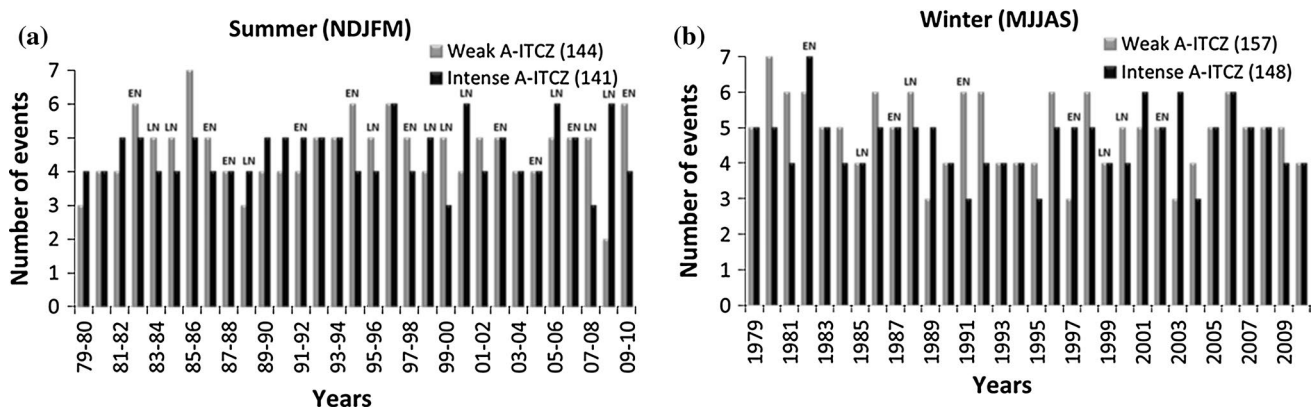 (a)
Summer (NDJFM)
Weak A-ITCZ (144)
Intense A-ITCZ (141)
Number of events
7
6
5
4
3
2
1
0
EN
LN
LN
EN
EN
LN
EN
EN
LN
EN
LN
LN
LN
EN
EN
LN
EN
LN
LN
EN
79-80
81-82
83-84
85-86
87-88
89-90
91-92
93-94
95-96
97-98
99-00
01-02
03-04
05-06
07-08
09-10
Years
(b)
Winter (MJJAS)
Weak A-ITCZ (157)
Intense A-ITCZ (148)
Number of events
7
6
5
4
3
2
1
0
EN
LN
EN
LN
EN
EN
LN
LN
EN
1979
1981
1983
1985
1987
1989
1991
1993
1995
1997
1999
2001
2003
2005
2007
2009
Years